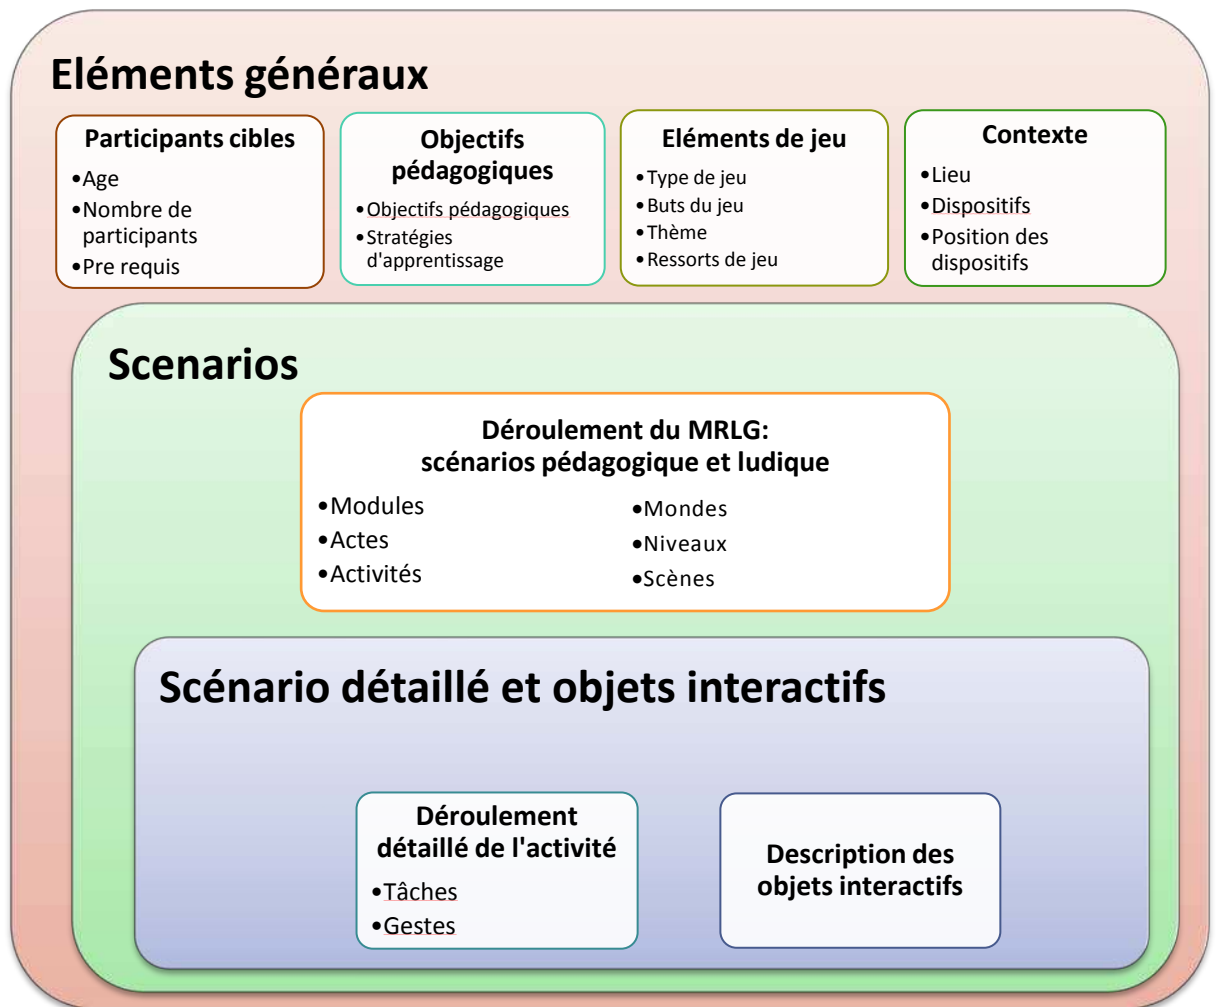 Eléments généraux
Participants cibles
•Age
•Nombre de
participants
•Pre requis
Objectifs
pédagogiques
•Objectifs pédagogiques
•Stratégies
d'apprentissage
Eléments de jeu
•Type de jeu
•Buts du jeu
•Thème
•Ressorts de jeu
Contexte
•Lieu
•Dispositifs
•Position des
dispositifs
Scenarios
Déroulement du MRLG:
scénarios pédagogique et ludique
•Modules
•Actes
•Activités
•Mondes
•Niveaux
•Scènes
Scénario détaillé et objets interactifs
Déroulement
détaillé de l'activité
•Tâches
•Gestes
Description des
objets interactifs